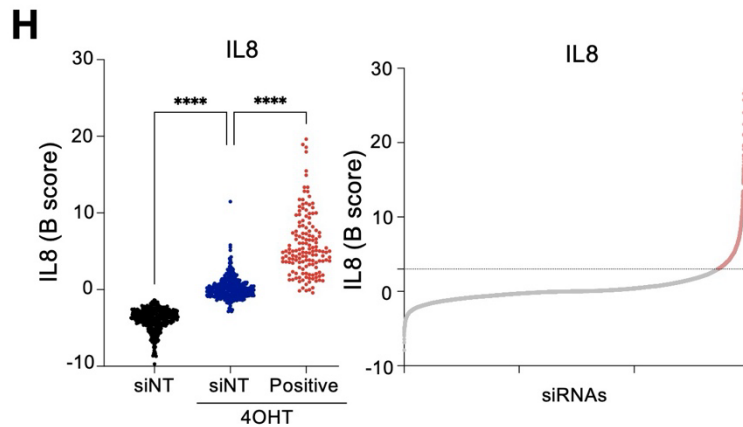 H
IL8
IL8
30
20
10
0
-10
IL8 (B score)
****
****
siNT
siNT
Positive
4OHT
30
20
10
0
-10
IL8 (B score)
siRNAs